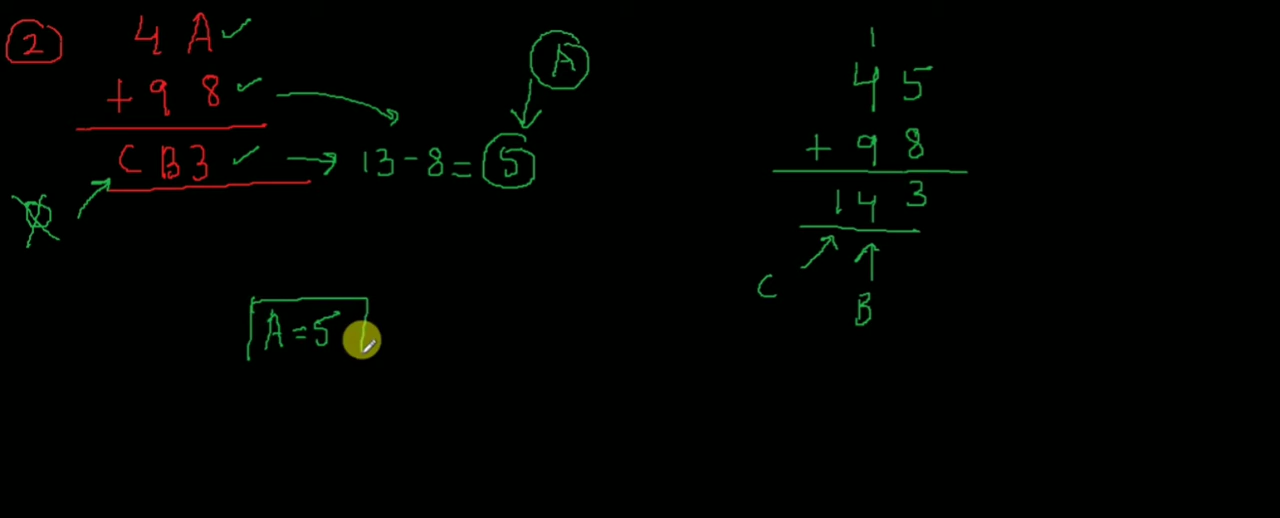 2
4 A
+ 9 8
C B 3
13 - 8 = 5
A
A = 5
1
4 5
+ 9 8
1 4 3
C
B